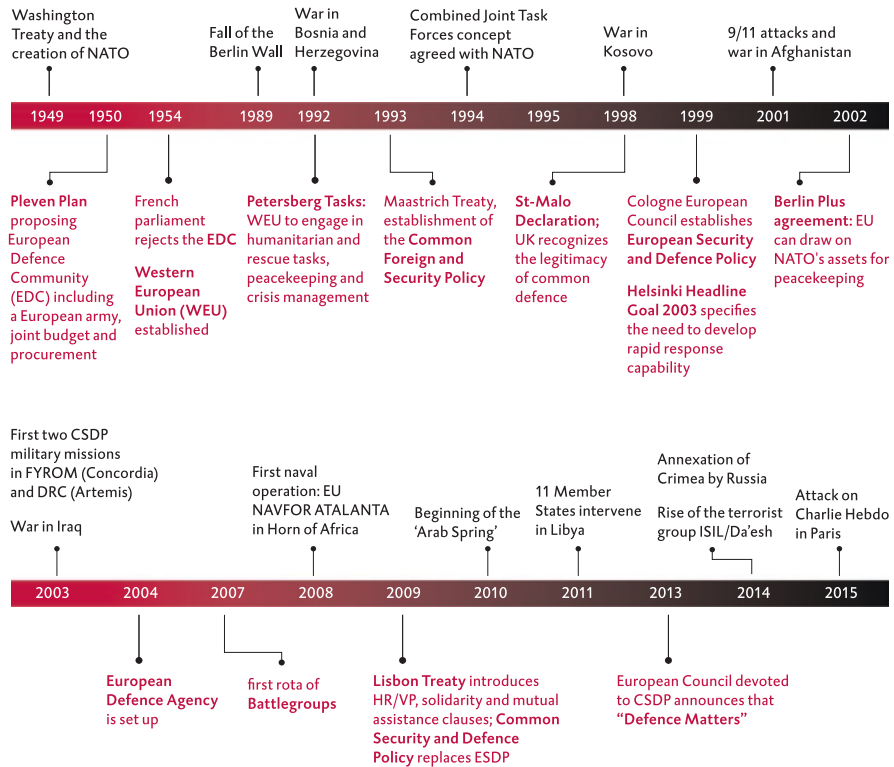 Washington
Treaty and the
creation of NATO
Fall of the
Berlin Wall
War in
Bosnia and
Herzegovina
Combined Joint Task
Forces concept
agreed with NATO
War in
Kosovo
9/11 attacks and
war in Afghanistan
1949 1950 1954 1989 1992 1993 1994 1995 1998 1999 2001 2002
Pleven Plan
proposing
European
Defence
Community
(EDC) including
a European army,
joint budget and
procurement
French
parliament
rejects the EDC
Western
European
Union (WEU)
established
Petersberg Tasks:
WEU to engage in
humanitarian and
rescue tasks,
peacekeeping and
crisis management
Maastrich Treaty,
establishment of
the Common
Foreign and
Security Policy
St-Malo
Declaration;
UK recognizes
the legitimacy
of common
defence
Cologne European
Council establishes
European Security
and Defence Policy
Helsinki Headline
Goal 2003 specifies
the need to develop
rapid response
capability
Berlin Plus
agreement: EU
can draw on
NATO's assets for
peacekeeping
First two CSDP
military missions
in FYROM (Concordia)
and DRC (Artemis)
War in Iraq
First naval
operation: EU
NAVFOR ATALANTA
in Horn of Africa
Beginning of the
‘Arab Spring’
11 Member
States intervene
in Libya
Annexation of
Crimea by Russia
Rise of the terrorist
group ISIL/Da'esh
Attack on
Charlie Hebdo
in Paris
2003 2004 2007 2008 2009 2010 2011 2013 2014 2015
European
Defence Agency
is set up
first rota of
Battlegroups
Lisbon Treaty introduces
HR/VP, solidarity and mutual
assistance clauses; Common
Security and Defence
Policy replaces ESDP
European Council devoted
to CSDP announces that
“Defence Matters”